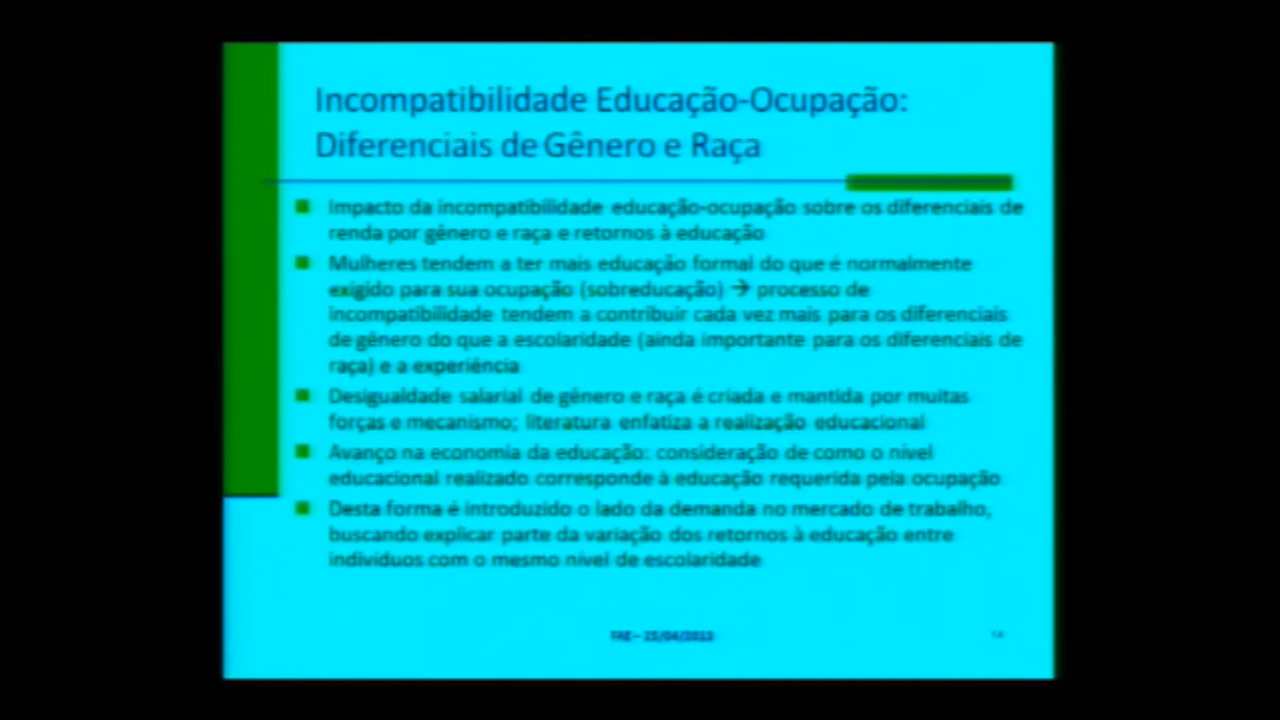 Incompatibilidade Educação-Ocupação:
Diferenciais de Gênero e Raça
Impacto da incompatibilidade educação-ocupação sobre os diferenciais de
renda por gênero e raça e retornos à educação
Mulheres tendem a ter mais educação formal do que é normalmente
exigido para sua ocupação (sobreducação) → processo de
incompatibilidade tendem a contribuir cada vez mais para os diferenciais
de gênero do que a escolaridade (ainda importante para os diferenciais de
raça) e a experiência
Desigualdade salarial de gênero e raça é criada e mantida por muitas
forças e mecanismo; literatura enfatiza a realização educacional
Avanço na economia da educação: consideração de como o nível
educacional realizado corresponde à educação requerida pela ocupação
Desta forma é introduzido o lado da demanda no mercado de trabalho,
buscando explicar parte da variação dos retornos à educação entre
indivíduos com o mesmo nível de escolaridade
FAE – 25/04/2013